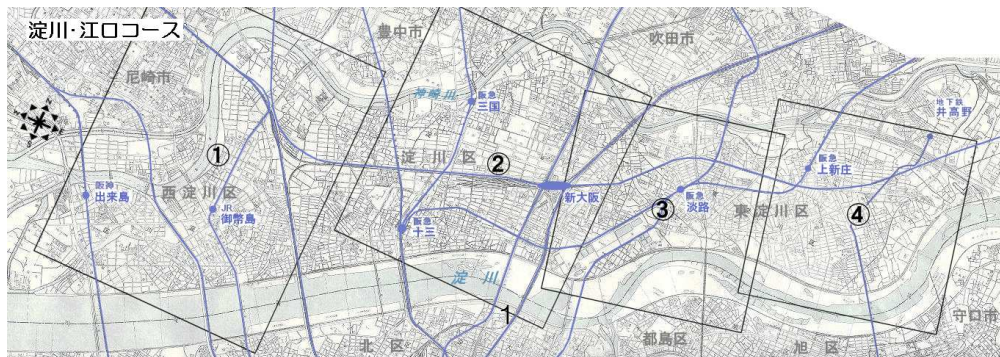 淀川・江口コース
豊中市
吹田市
尼崎市
神崎川
阪急
三国
地下鉄
井高野
①
淀川区
②
阪急
上新庄
阪神
出来島
西淀川区
JR
御幣島
新大阪
阪急
淡路
③
東淀川区
④
阪急
十三
淀川
1
守口市
北区
都島区
旭区